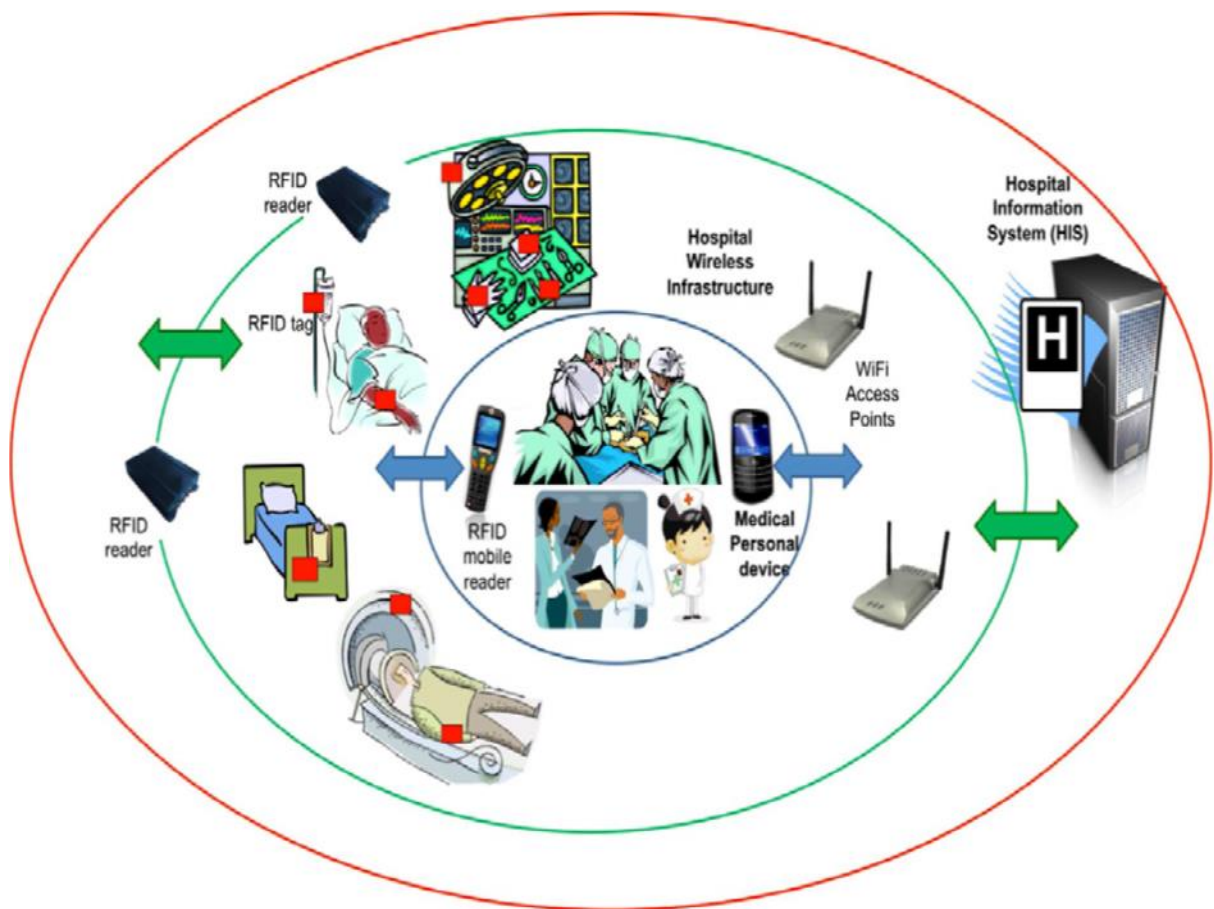 RFID
reader
Hospital
Information
System (HIS)
Hospital
Wireless
Infrastructure
H
RFID tag
WiFi
Access
Points
RFID
reader
RFID
mobile
reader
Medical
Personal
device